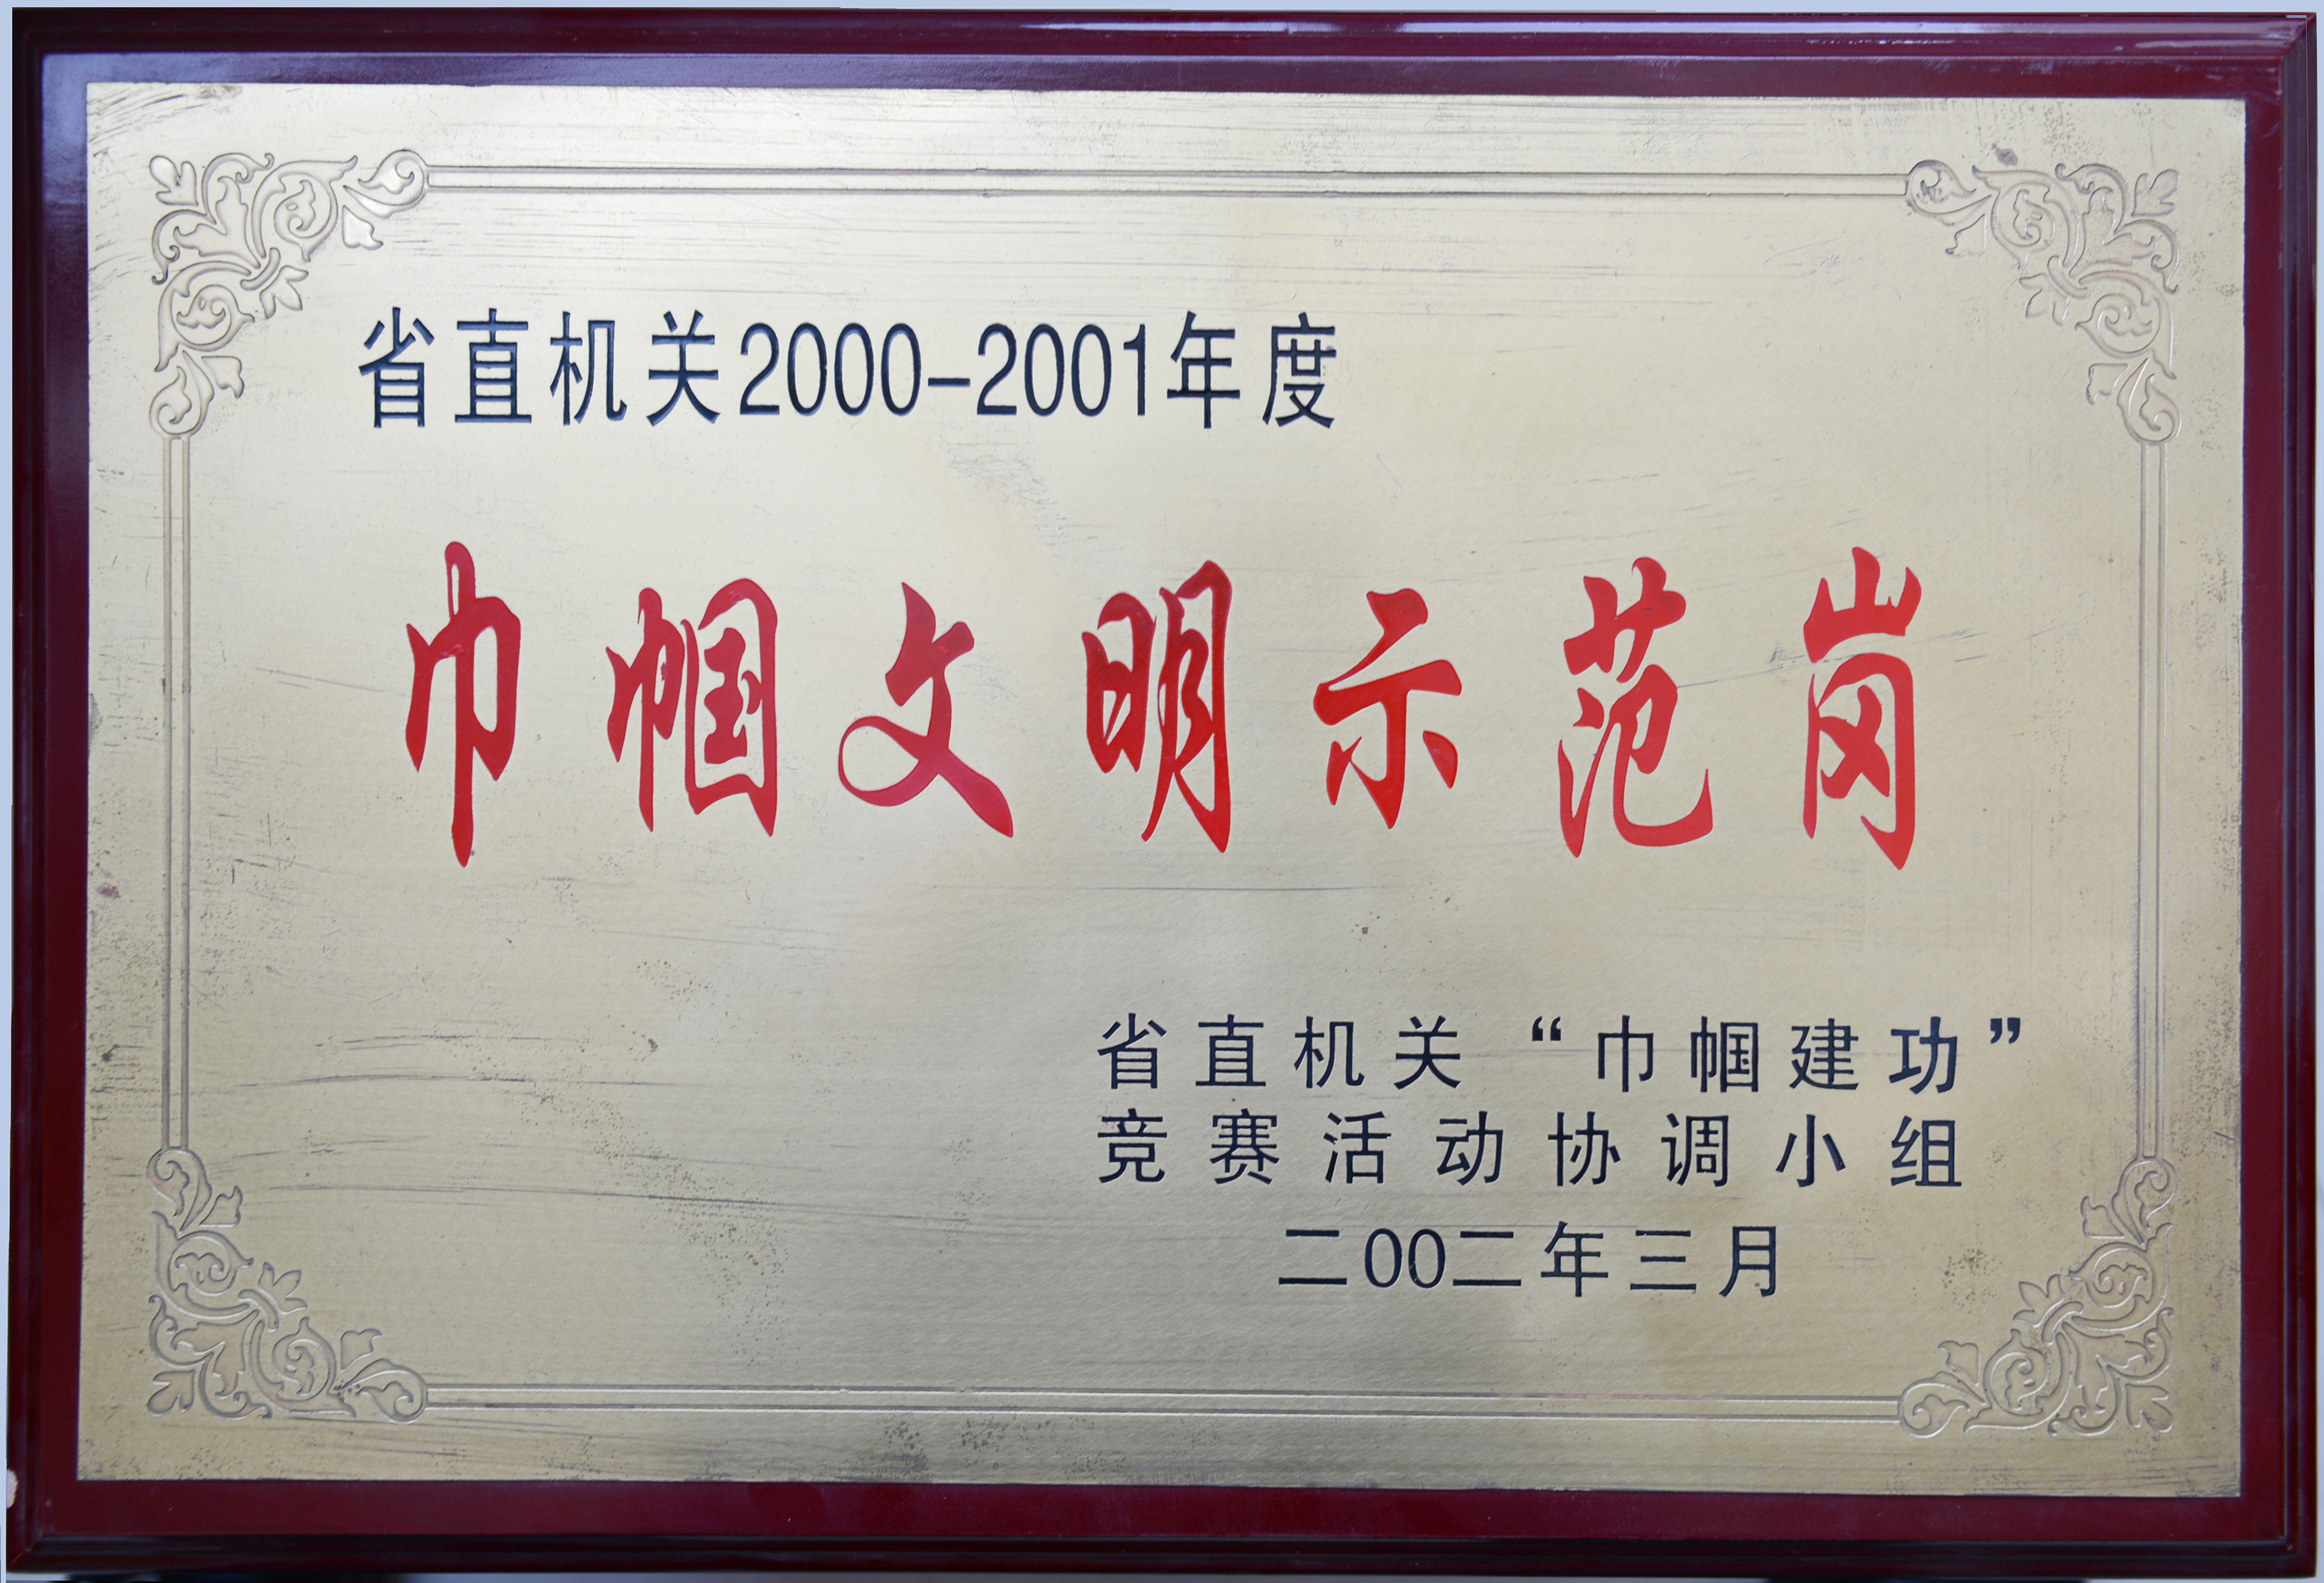 省直机关2000-2001年度
巾帼文明示范岗
省直机关“巾帼建功”
竞赛活动协调小组
二00二年三月